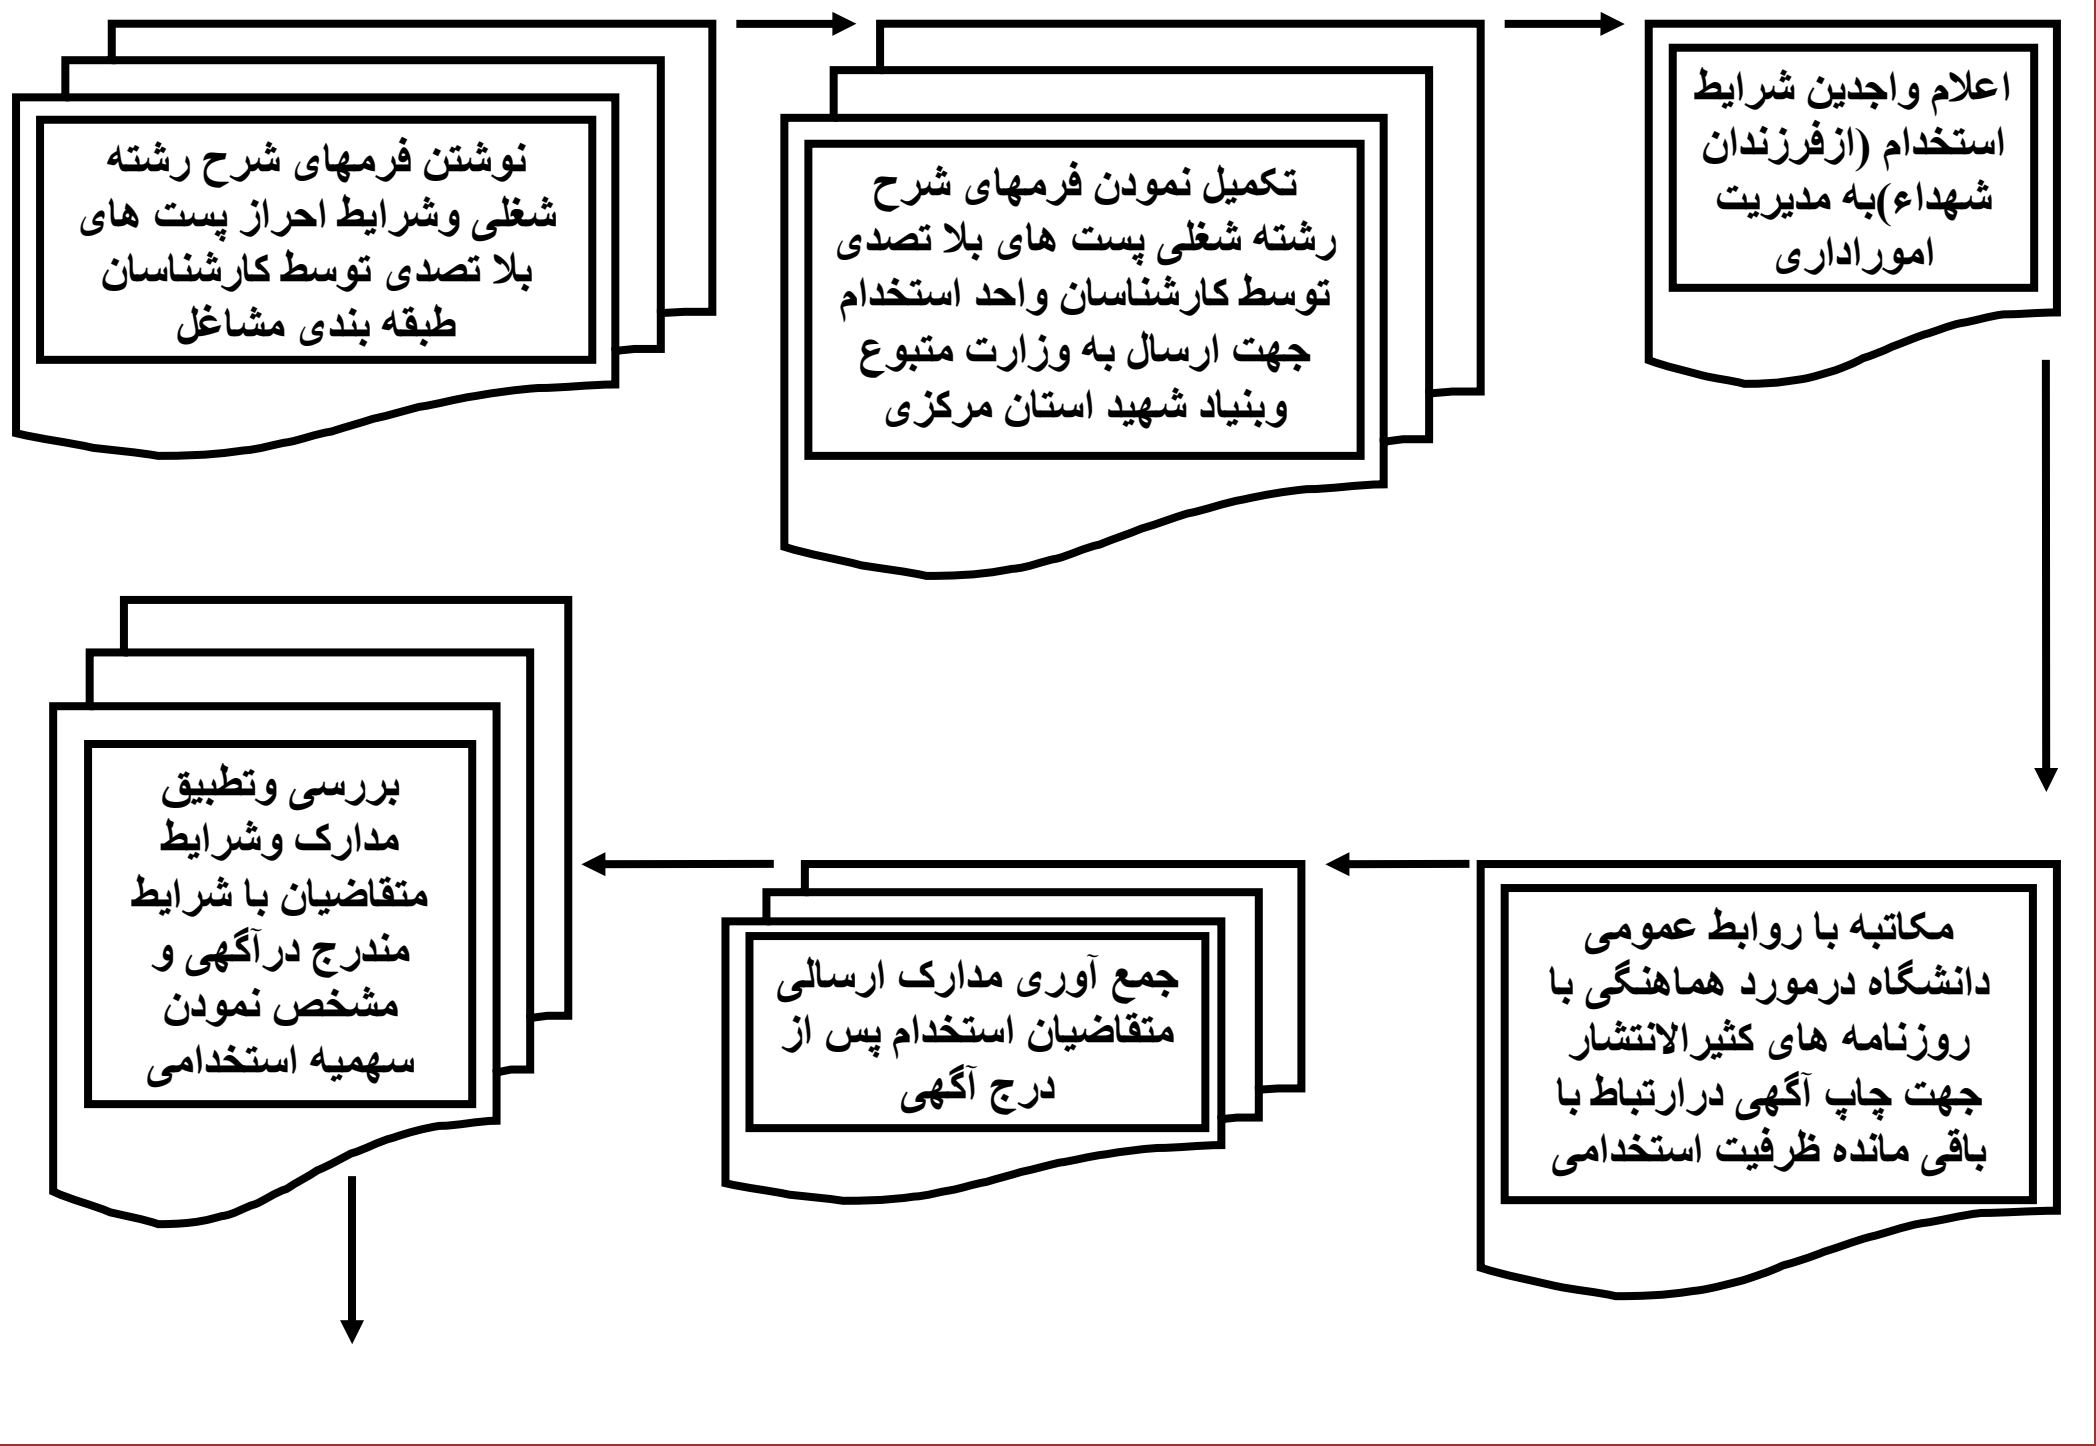 نوشتن فرمهای شرح رشته
شغلی وشرایط احراز پست های
بلا تصدی توسط کارشناسان
طبقه بندی مشاغل
تکمیل نمودن فرمهای شرح
رشته شغلی پست های بلا تصدی
توسط کارشناسان واحد استخدام
جهت ارسال به وزارت متبوع
وبنیاد شهید استان مرکزی
اعلام واجدین شرایط
استخدام (ازفرزندان
شهداء)به مدیریت
اموراداری
مکاتبه با روابط عمومی
دانشگاه درمورد هماهنگی با
روزنامه های کثیرالانتشار
جهت چاپ آگهی درارتباط با
باقی مانده ظرفیت استخدامی
جمع آوری مدارک ارسالی
متقاضیان استخدام پس از
درج آگهی
بررسی وتطبیق
مدارک وشرایط
متقاضیان با شرایط
مندرج درآگهی و
مشخص نمودن
سهمیه استخدامی